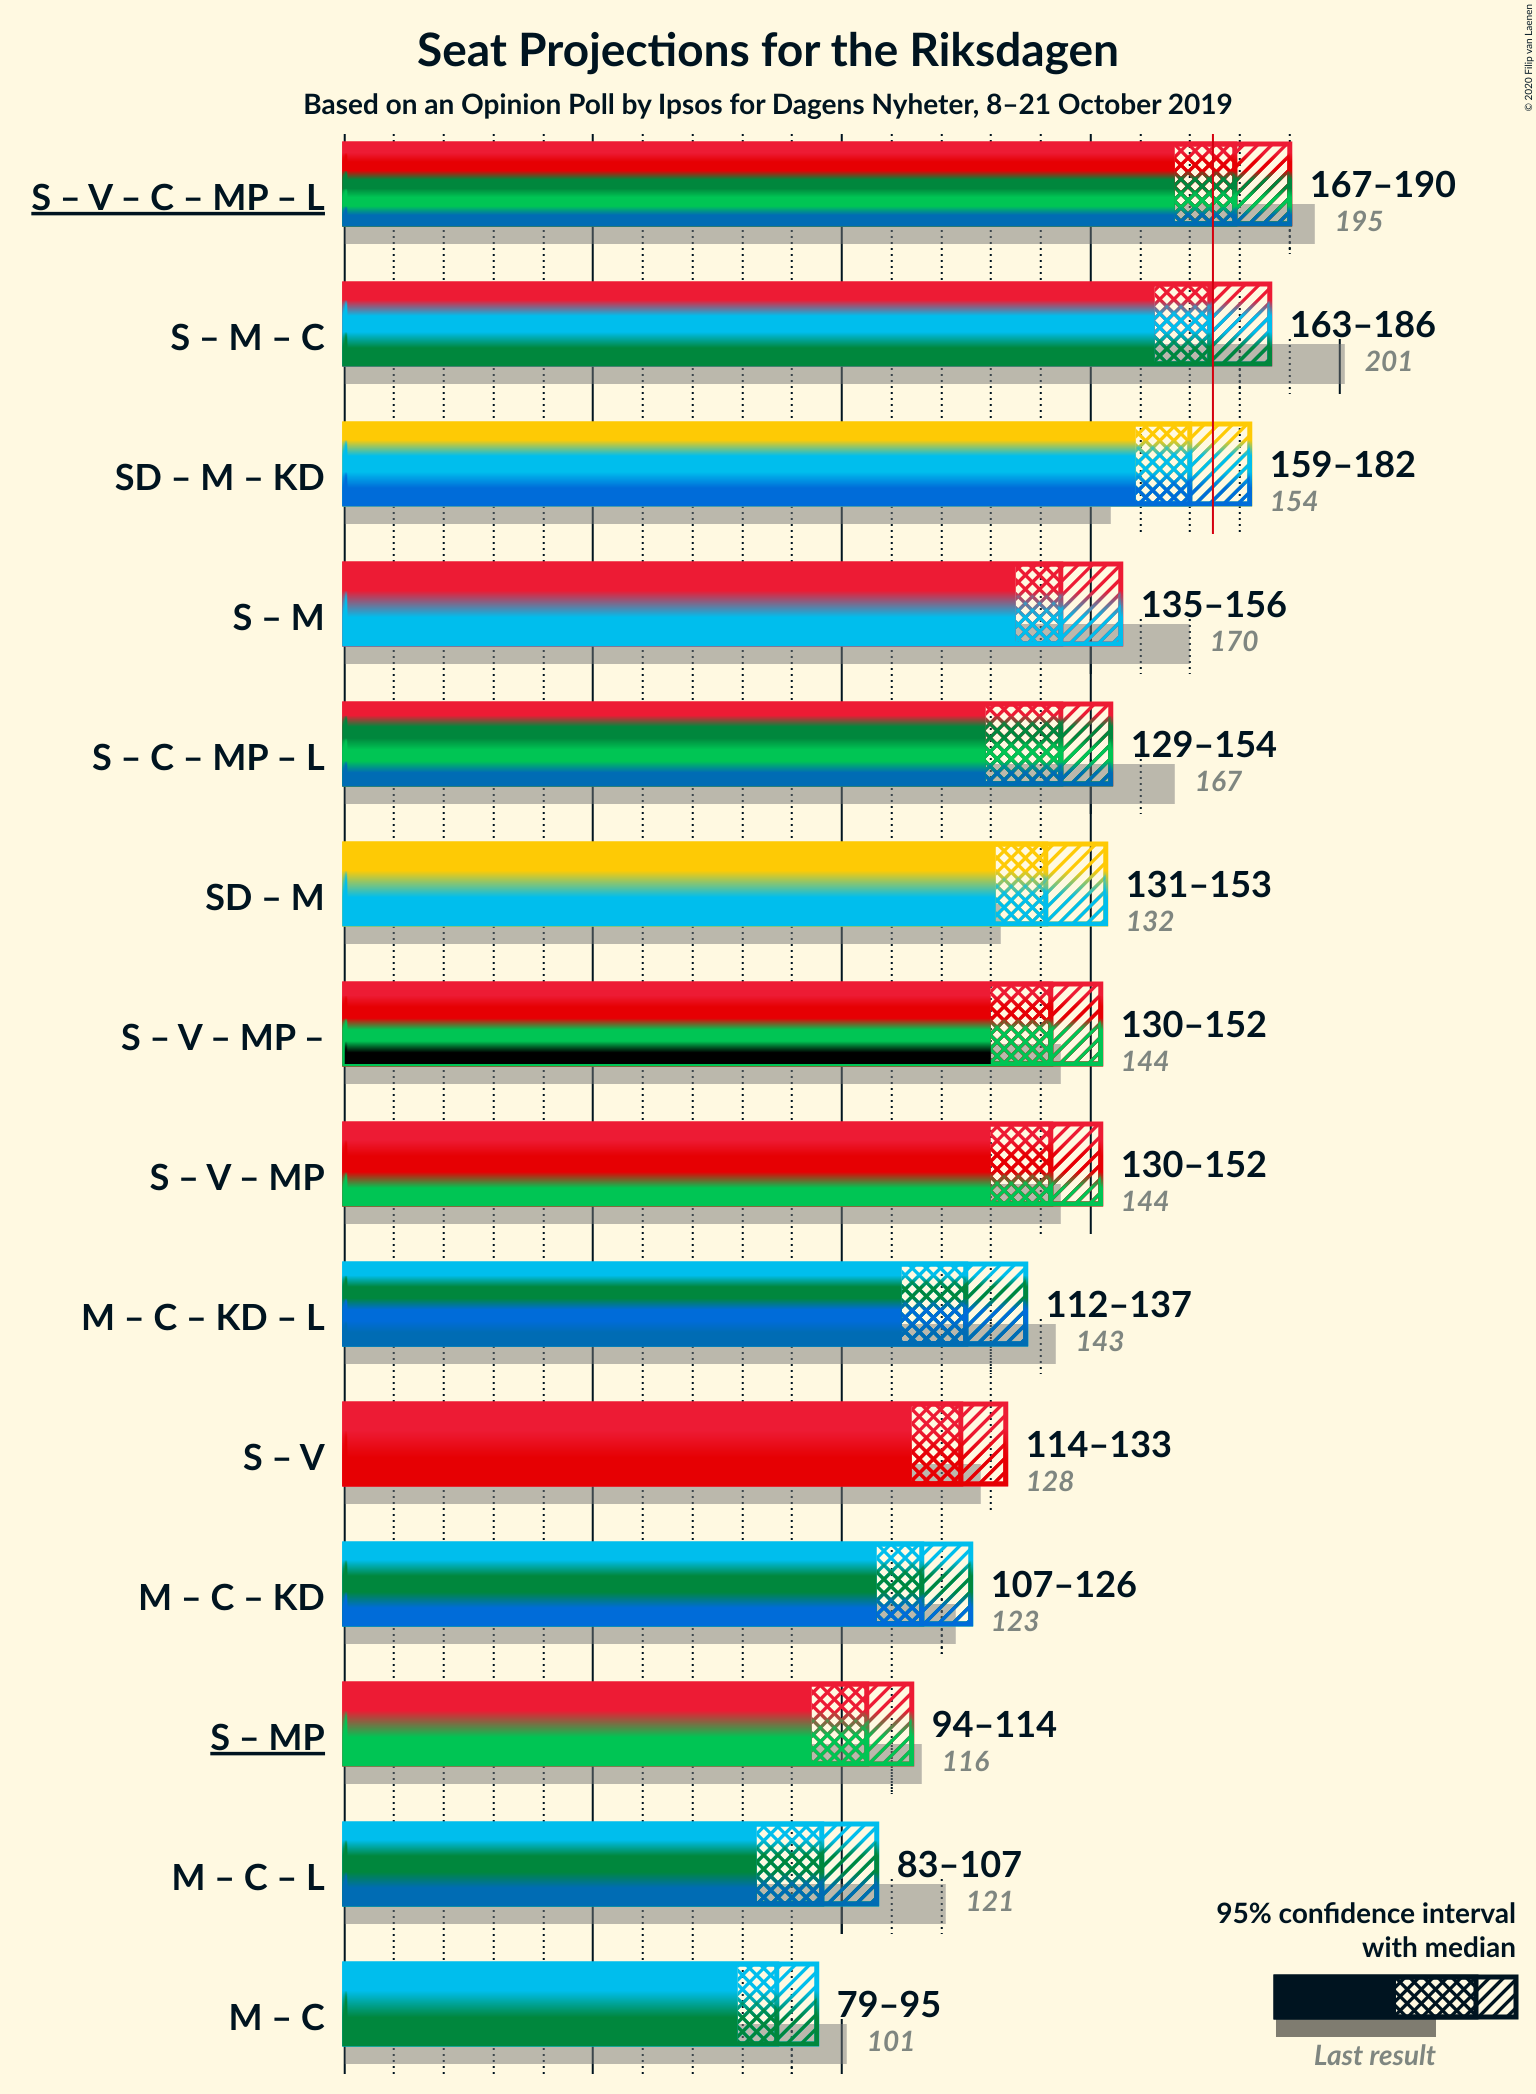 Seat Projections for the Riksdagen
Based on an Opinion Poll by Ipsos for Dagens Nyheter, 8–21 October 2019
© 2020 Filip van Laenen
S – V – C – MP – L
167–190
195
S – M – C
163–186
201
SD – M – KD
159–182
154
S – M
135–156
170
S – C – MP – L
129–154
167
SD – M
131–153
132
S – V – MP –
130–152
144
S – V – MP
130–152
144
M – C – KD – L
112–137
143
S – V
114–133
128
M – C – KD
107–126
123
S – MP
94–114
116
M – C – L
83–107
121
M – C
79–95
101
95% confidence interval
with median
Last result